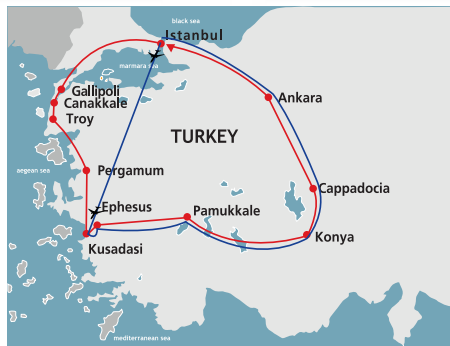 black sea
Istanbul
marmara sea
Gallipoli
Canakkale
Troy
Ankara
TURKEY
aegean sea
Pergamum
Cappadocia
Ephesus
Pamukkale
Kusadasi
Konya
mediterranean sea